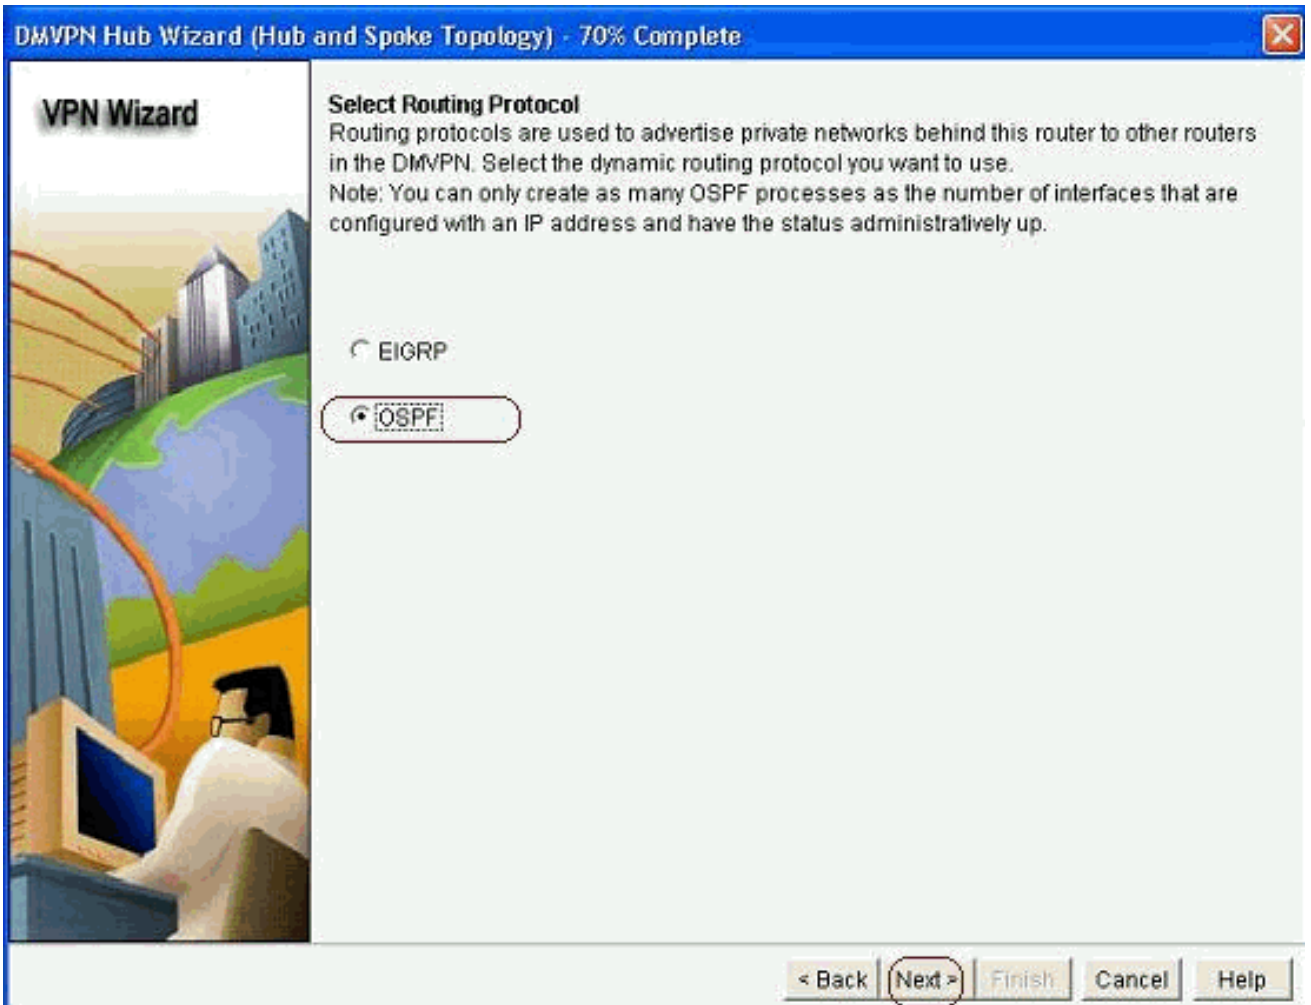 DMVPN Hub Wizard (Hub and Spoke Topology) - 70% Complete
VPN Wizard
Select Routing Protocol
Routing protocols are used to advertise private networks behind this router to other routers
in the DMVPN. Select the dynamic routing protocol you want to use.
Note: You can only create as many OSPF processes as the number of interfaces that are
configured with an IP address and have the status administratively up.
EIGRP
OSPF
< Back Next > Finish Cancel Help